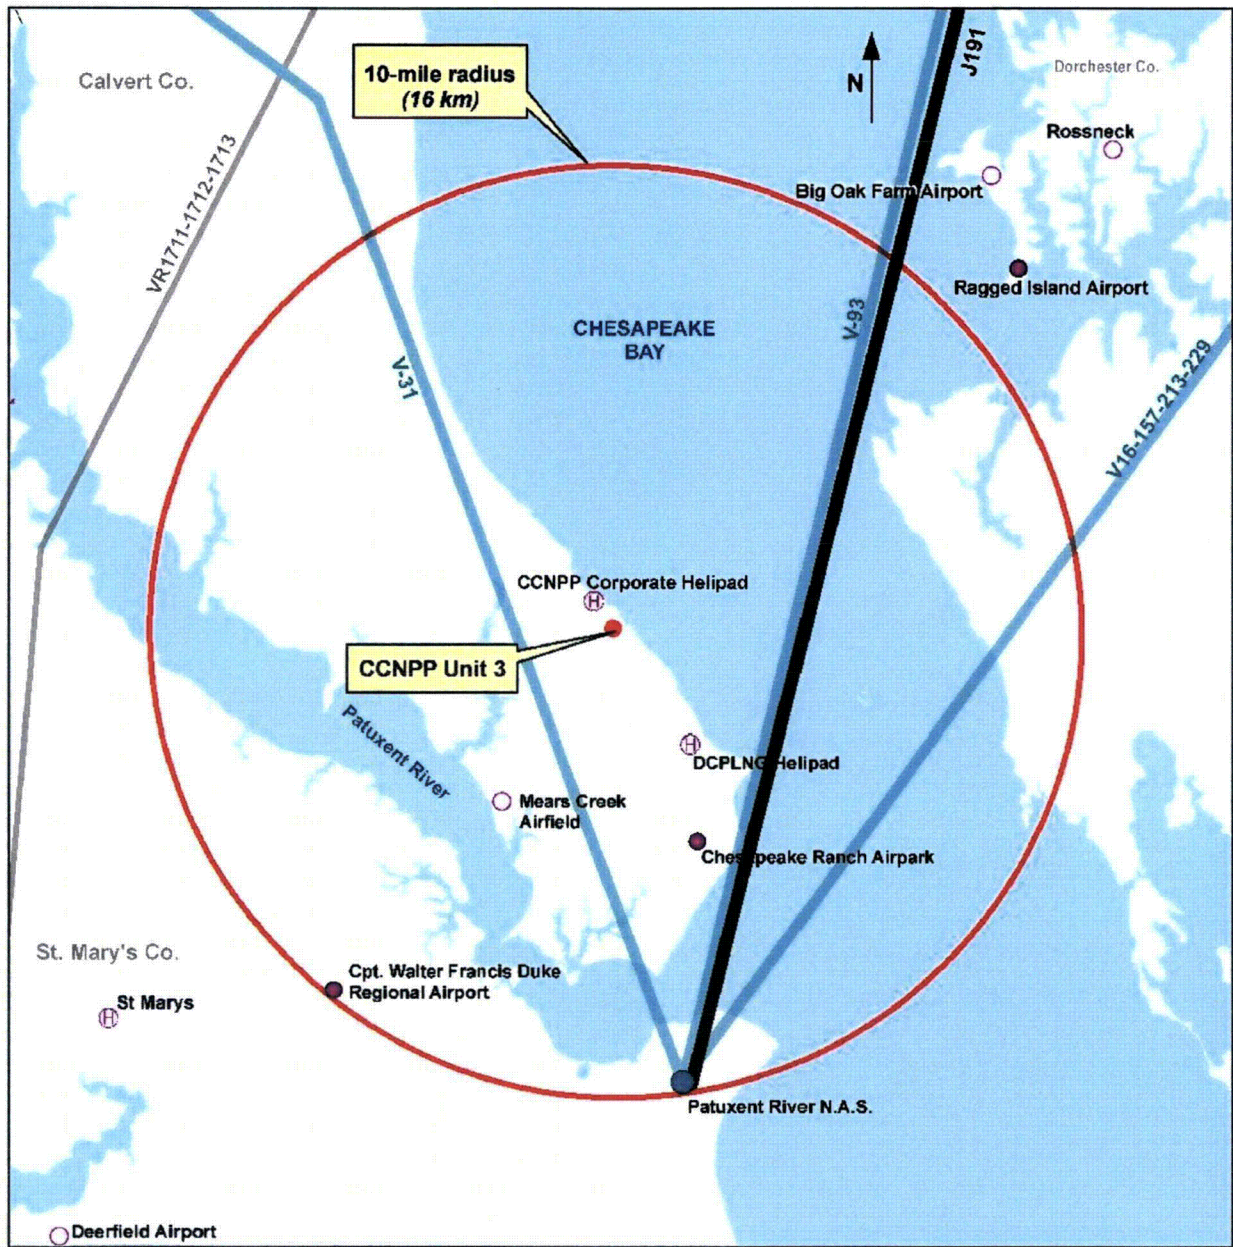 J191
N
Calvert Co.
10-mile radius
(16 km)
Dorchester Co.
Rossneck
Big Oak Farm Airport
VR1711-1712-1713
Ragged Island Airport
CHESAPEAKE
BAY
V-93
V-31
V16-157-213-229
CCNPP Corporate Helipad
H
CCNPP Unit 3
Patuxent River
H
DCPLNG Helipad
Mears Creek
Airfield
Chesapeake Ranch Airpark
St. Mary's Co.
Cpt. Walter Francis Duke
Regional Airport
St Marys
H
Patuxent River N.A.S.
Deerfield Airport